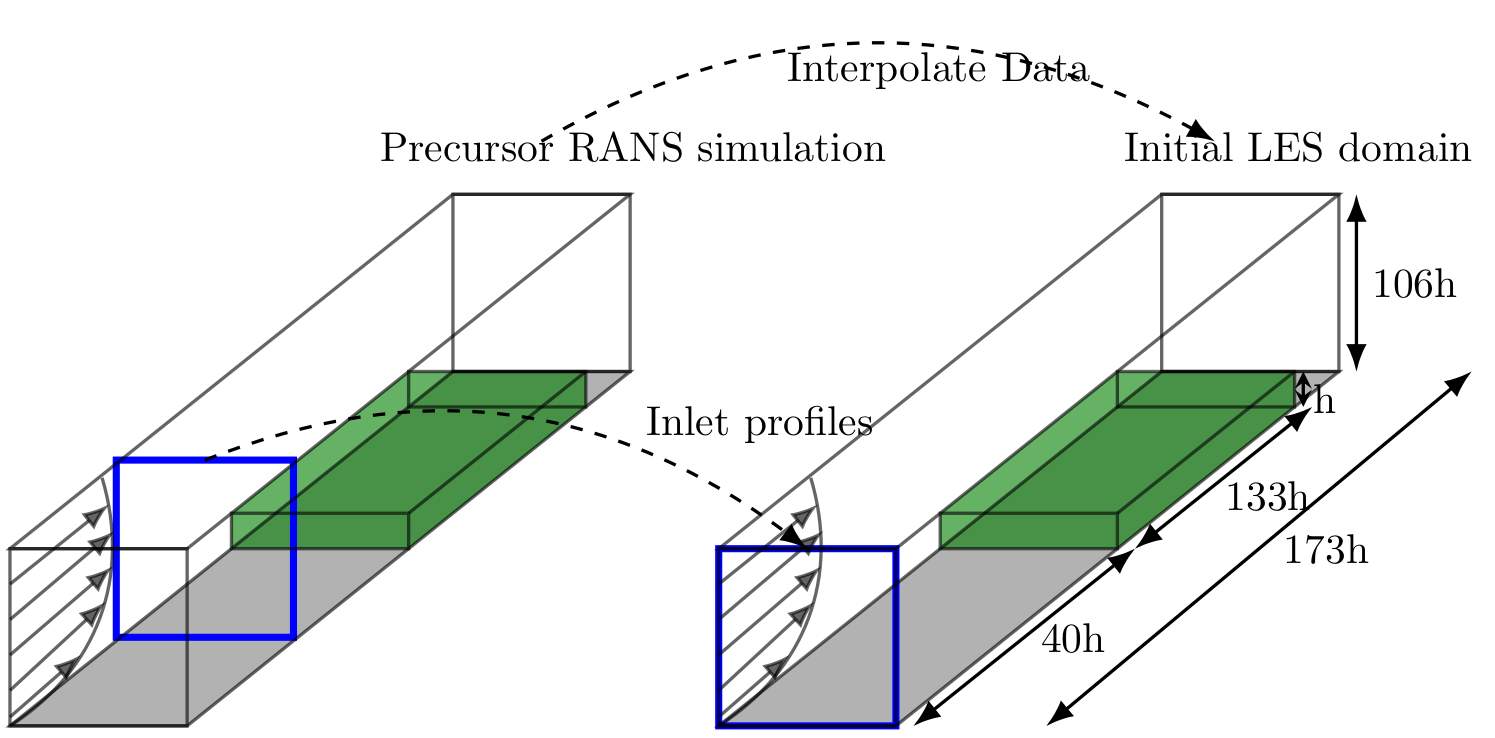 Interpolate Data
Precursor RANS simulation
Initial LES domain
106h
h
Inlet profiles
133h
173h
40h